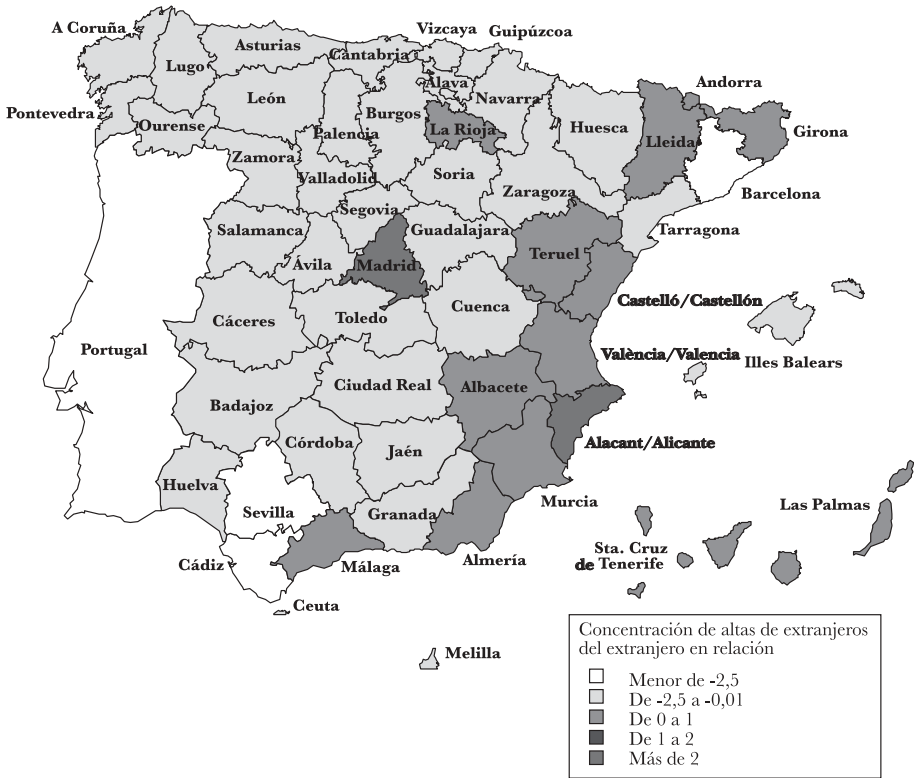 A Coruña
Lugo
Asturias
Cantabria
Vizcaya
Guipúzcoa
Álava
Navarra
Pontevedra
Ourense
León
Palencia
Burgos
La Rioja
Huesca
Lleida
Andorra
Girona
Zamora
Valladolid
Soria
Zaragoza
Barcelona
Segovia
Salamanca
Ávila
Madrid
Guadalajara
Teruel
Tarragona
Castelló/Castellón
Cáceres
Toledo
Cuenca
Portugal
València/Valencia
Illes Balears
Badajoz
Ciudad Real
Albacete
Córdoba
Jaén
Alacant/Alicante
Huelva
Sevilla
Granada
Murcia
Las Palmas
Cádiz
Málaga
Almería
Sta. Cruz
de Tenerife
Ceuta
Melilla
Concentración de altas de extranjeros
del extranjero en relación
Menor de -2,5
De -2,5 a -0,01
De 0 a 1
De 1 a 2
Más de 2